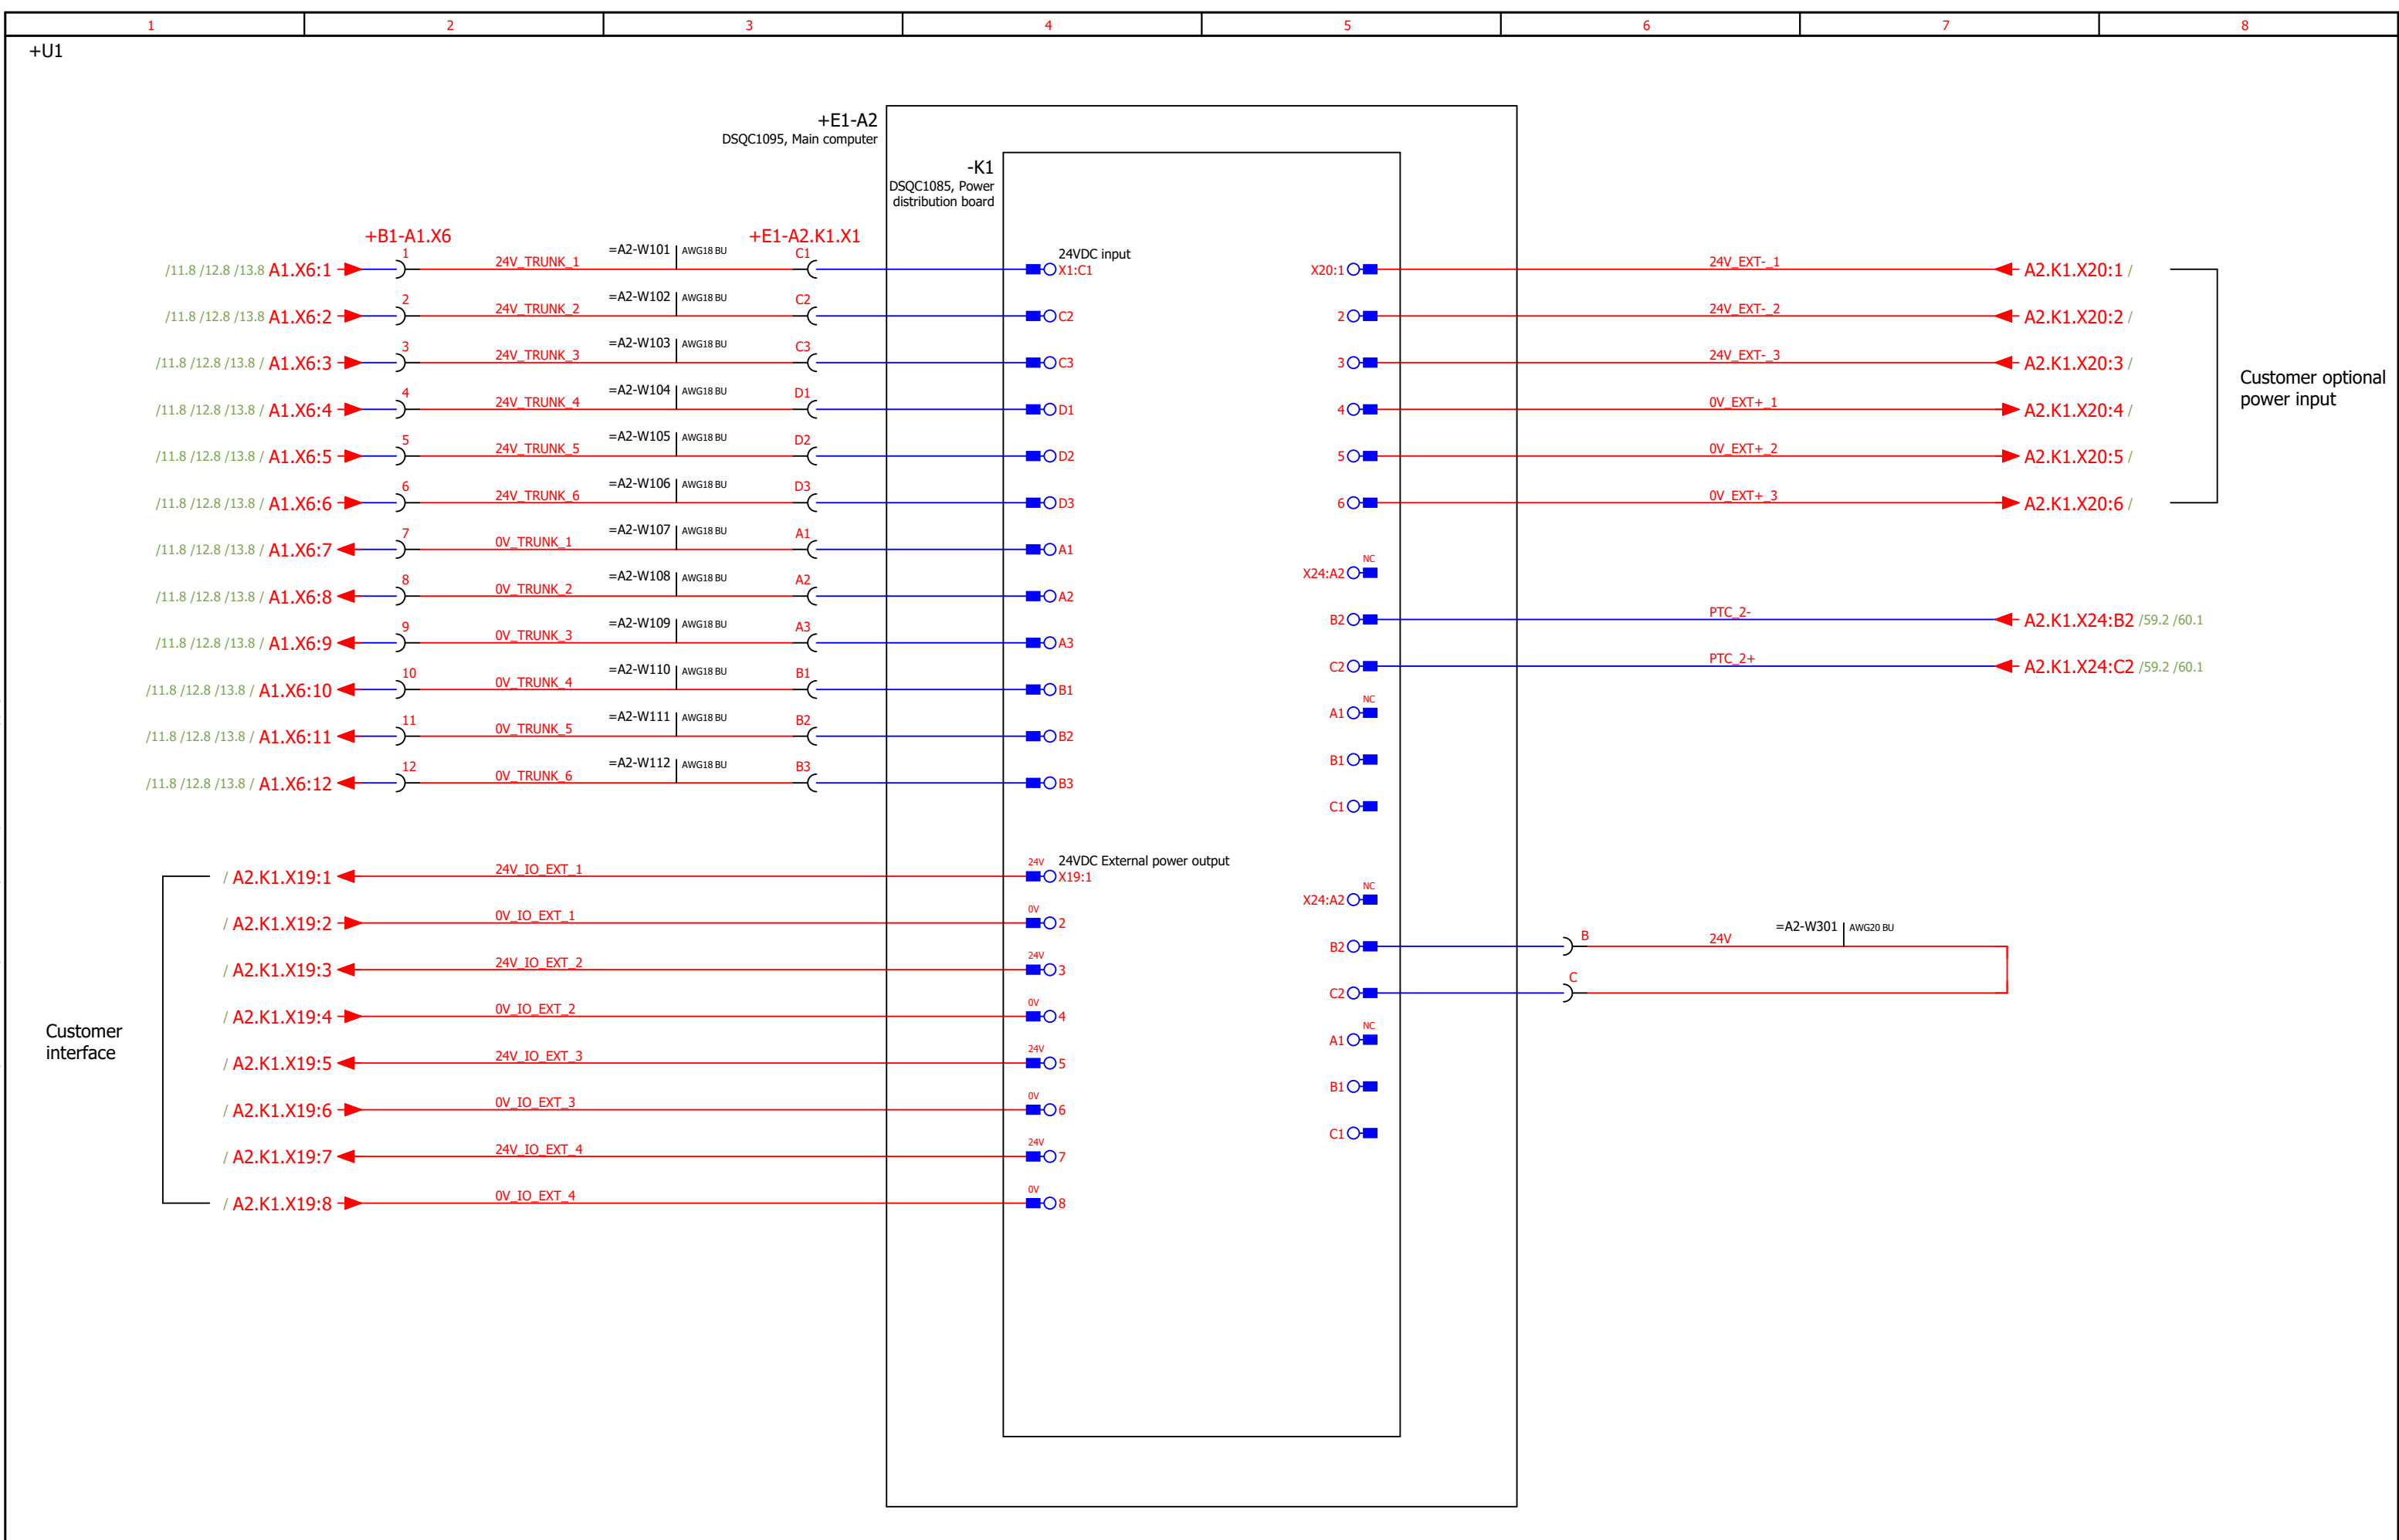 1 2 3 4 5 6 7 8
+U1
+E1-A2
DSQC1095, Main computer
-K1
DSQC1085, Power
distribution board
+B1-A1.X6
+E1-A2.K1.X1
24VDC input
/11.8 /12.8 /13.8 A1.X6:1 1 24V_TRUNK_1 =A2-W101 AWG18 BU C1 X1:C1
/11.8 /12.8 /13.8 A1.X6:2 2 24V_TRUNK_2 =A2-W102 AWG18 BU C2 C2
/11.8 /12.8 /13.8 / A1.X6:3 3 24V_TRUNK_3 =A2-W103 AWG18 BU C3 C3
/11.8 /12.8 /13.8 / A1.X6:4 4 24V_TRUNK_4 =A2-W104 AWG18 BU D1 D1
/11.8 /12.8 /13.8 / A1.X6:5 5 24V_TRUNK_5 =A2-W105 AWG18 BU D2 D2
/11.8 /12.8 /13.8 / A1.X6:6 6 24V_TRUNK_6 =A2-W106 AWG18 BU D3 D3
/11.8 /12.8 /13.8 / A1.X6:7 7 0V_TRUNK_1 =A2-W107 AWG18 BU A1 A1
/11.8 /12.8 /13.8 / A1.X6:8 8 0V_TRUNK_2 =A2-W108 AWG18 BU A2 A2
/11.8 /12.8 /13.8 / A1.X6:9 9 0V_TRUNK_3 =A2-W109 AWG18 BU A3 A3
/11.8 /12.8 /13.8 / A1.X6:10 10 0V_TRUNK_4 =A2-W110 AWG18 BU B1 B1
/11.8 /12.8 /13.8 / A1.X6:11 11 0V_TRUNK_5 =A2-W111 AWG18 BU B2 B2
/11.8 /12.8 /13.8 / A1.X6:12 12 0V_TRUNK_6 =A2-W112 AWG18 BU B3 B3
X20:1 24V_EXT-_1 A2.K1.X20:1 /
2 24V_EXT-_2 A2.K1.X20:2 /
3 24V_EXT-_3 A2.K1.X20:3 /
4 0V_EXT+_1 A2.K1.X20:4 /
5 0V_EXT+_2 A2.K1.X20:5 /
6 0V_EXT+_3 A2.K1.X20:6 /
Customer optional
power input
NC
X24:A2
B2 PTC_2- A2.K1.X24:B2 /59.2 /60.1
C2 PTC_2+ A2.K1.X24:C2 /59.2 /60.1
NC
A1
B1
C1
24V 24VDC External power output
/ A2.K1.X19:1 24V_IO_EXT_1 X19:1
/ A2.K1.X19:2 0V_IO_EXT_1 0V 2
/ A2.K1.X19:3 24V_IO_EXT_2 24V 3
/ A2.K1.X19:4 0V_IO_EXT_2 0V 4
/ A2.K1.X19:5 24V_IO_EXT_3 24V 5
/ A2.K1.X19:6 0V_IO_EXT_3 0V 6
/ A2.K1.X19:7 24V_IO_EXT_4 24V 7
/ A2.K1.X19:8 0V_IO_EXT_4 0V 8
Customer
interface
NC
X24:A2
B2 B 24V =A2-W301 AWG20 BU
C2 C
NC
A1
B1
C1